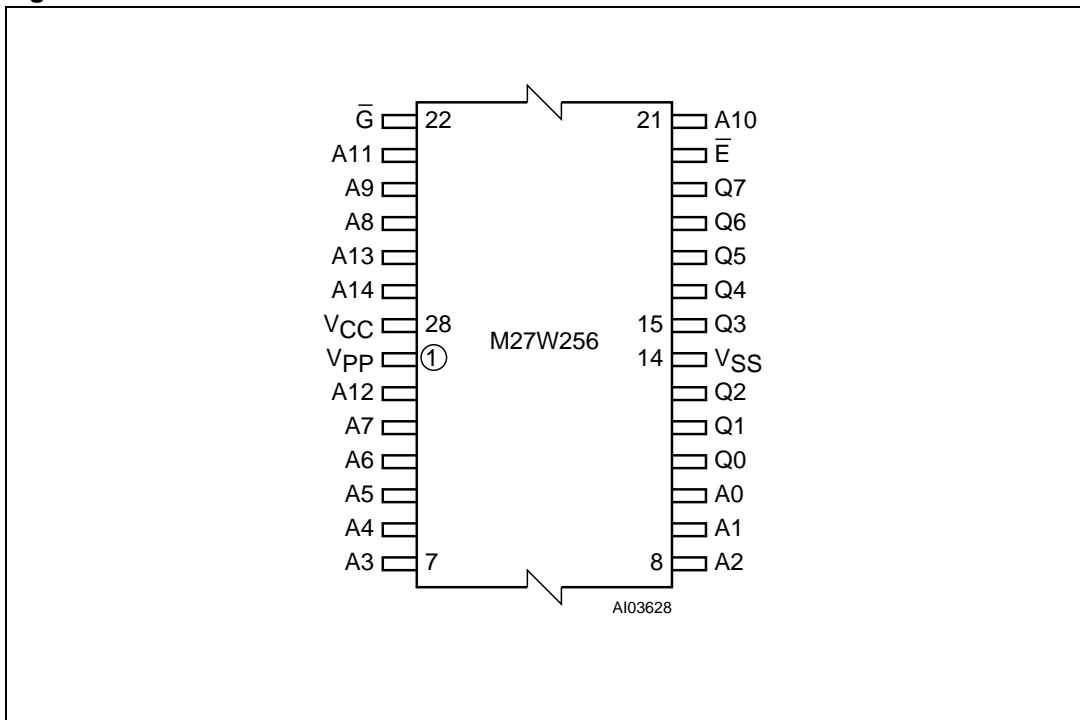 G̅ 22 21 A10
A11 E̅
A9 Q7
A8 Q6
A13 Q5
A14 Q4
VCC 28 15 Q3
M27W256
VPP 1 14 VSS
A12 Q2
A7 Q1
A6 Q0
A5 A0
A4 A1
A3 7 8 A2
AI03628